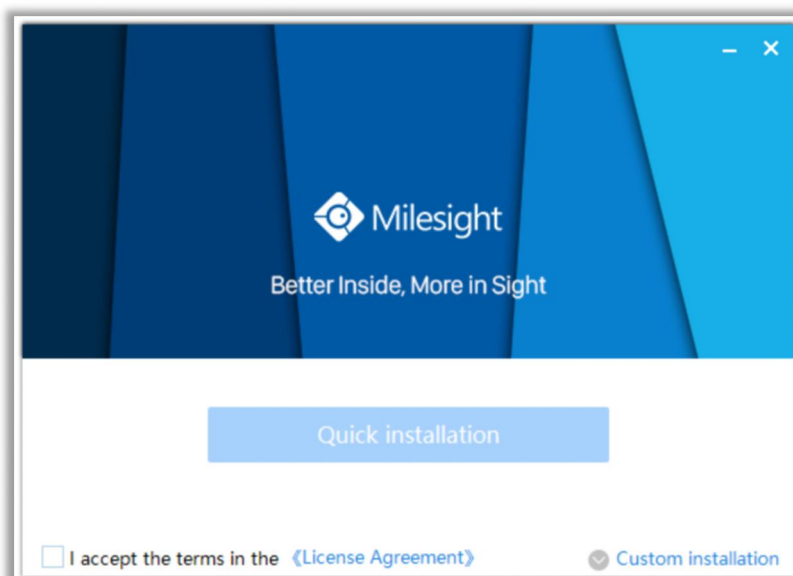 Milesight
Better Inside, More in Sight
Quick installation
I accept the terms in the 《License Agreement》
Custom installation